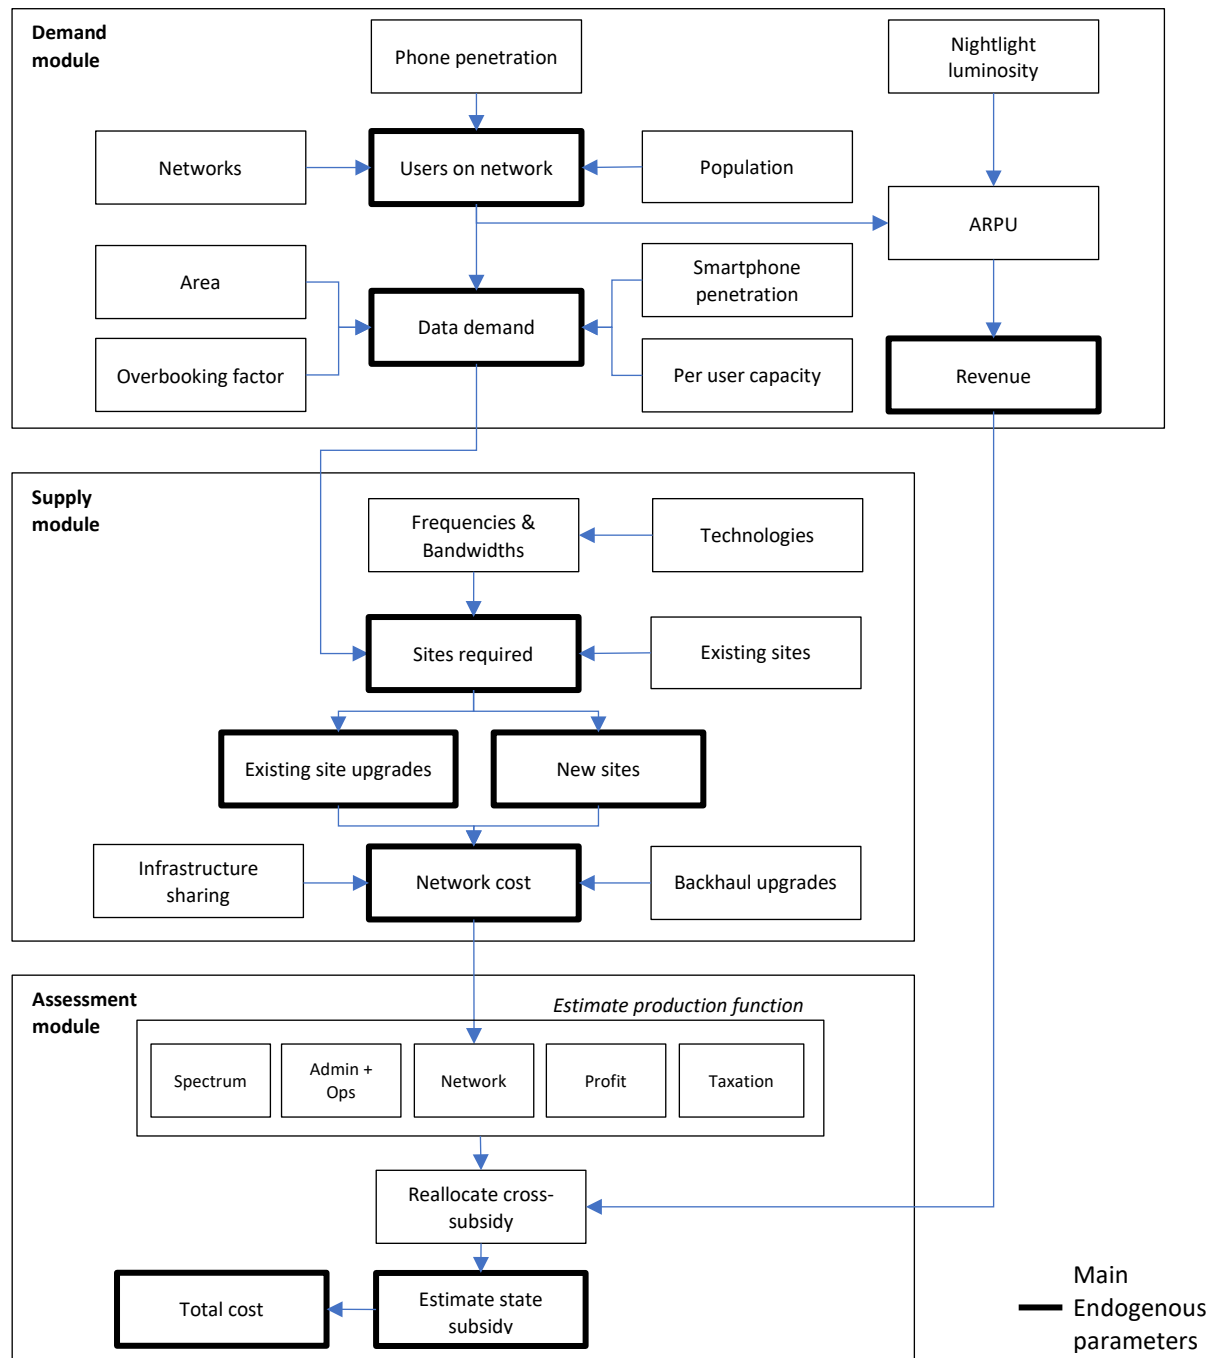 Demand
module
Phone penetration
Nightlight
luminosity
Networks
Users on network
Population
ARPU
Area
Smartphone
penetration
Data demand
Overbooking factor
Per user capacity
Revenue
Supply
module
Frequencies &
Bandwidths
Technologies
Sites required
Existing sites
Existing site upgrades
New sites
Infrastructure
sharing
Network cost
Backhaul upgrades
Assessment
module
Estimate production function
Spectrum
Admin +
Ops
Network
Profit
Taxation
Reallocate cross-
subsidy
Total cost
Estimate state
subsidy
Main
Endogenous
parameters